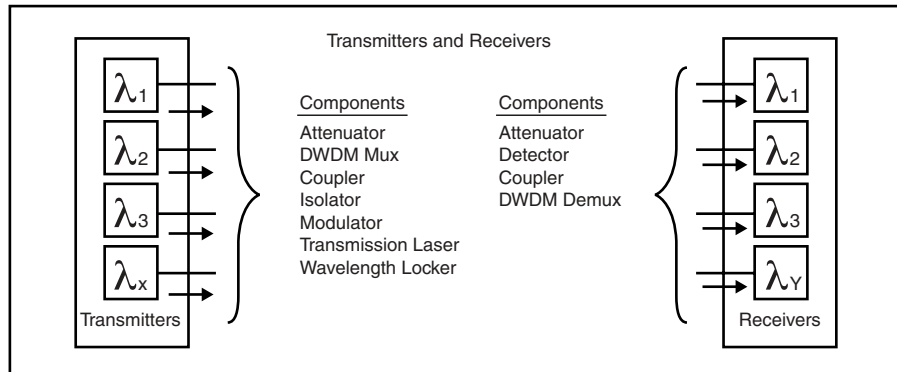 Transmitters and Receivers
λ1
λ2
λ3
λx
Transmitters
Components
Attenuator
DWDM Mux
Coupler
Isolator
Modulator
Transmission Laser
Wavelength Locker
Components
Attenuator
Detector
Coupler
DWDM Demux
λ1
λ2
λ3
λY
Receivers